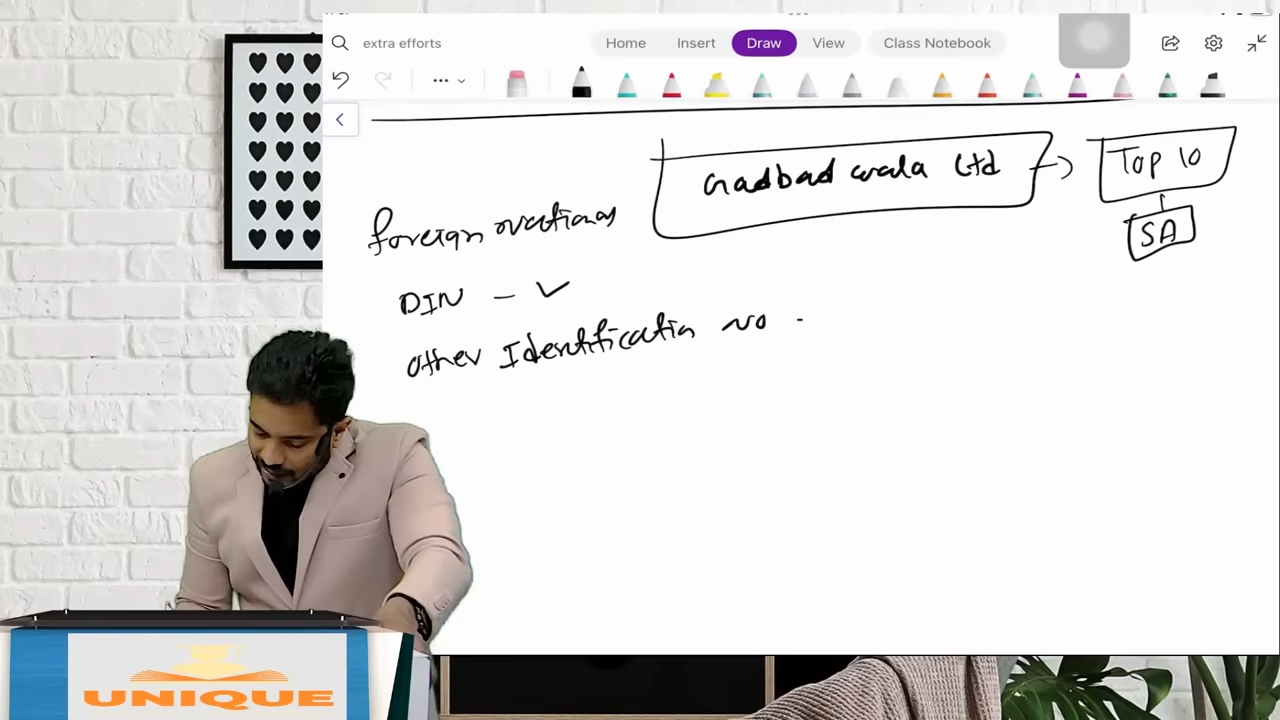 extra efforts
Home Insert Draw View Class Notebook
Gadbad wala Ltd
Top 10
SA
foreign nationals
DIN - ✓
Other Identification no -
UNIQUE